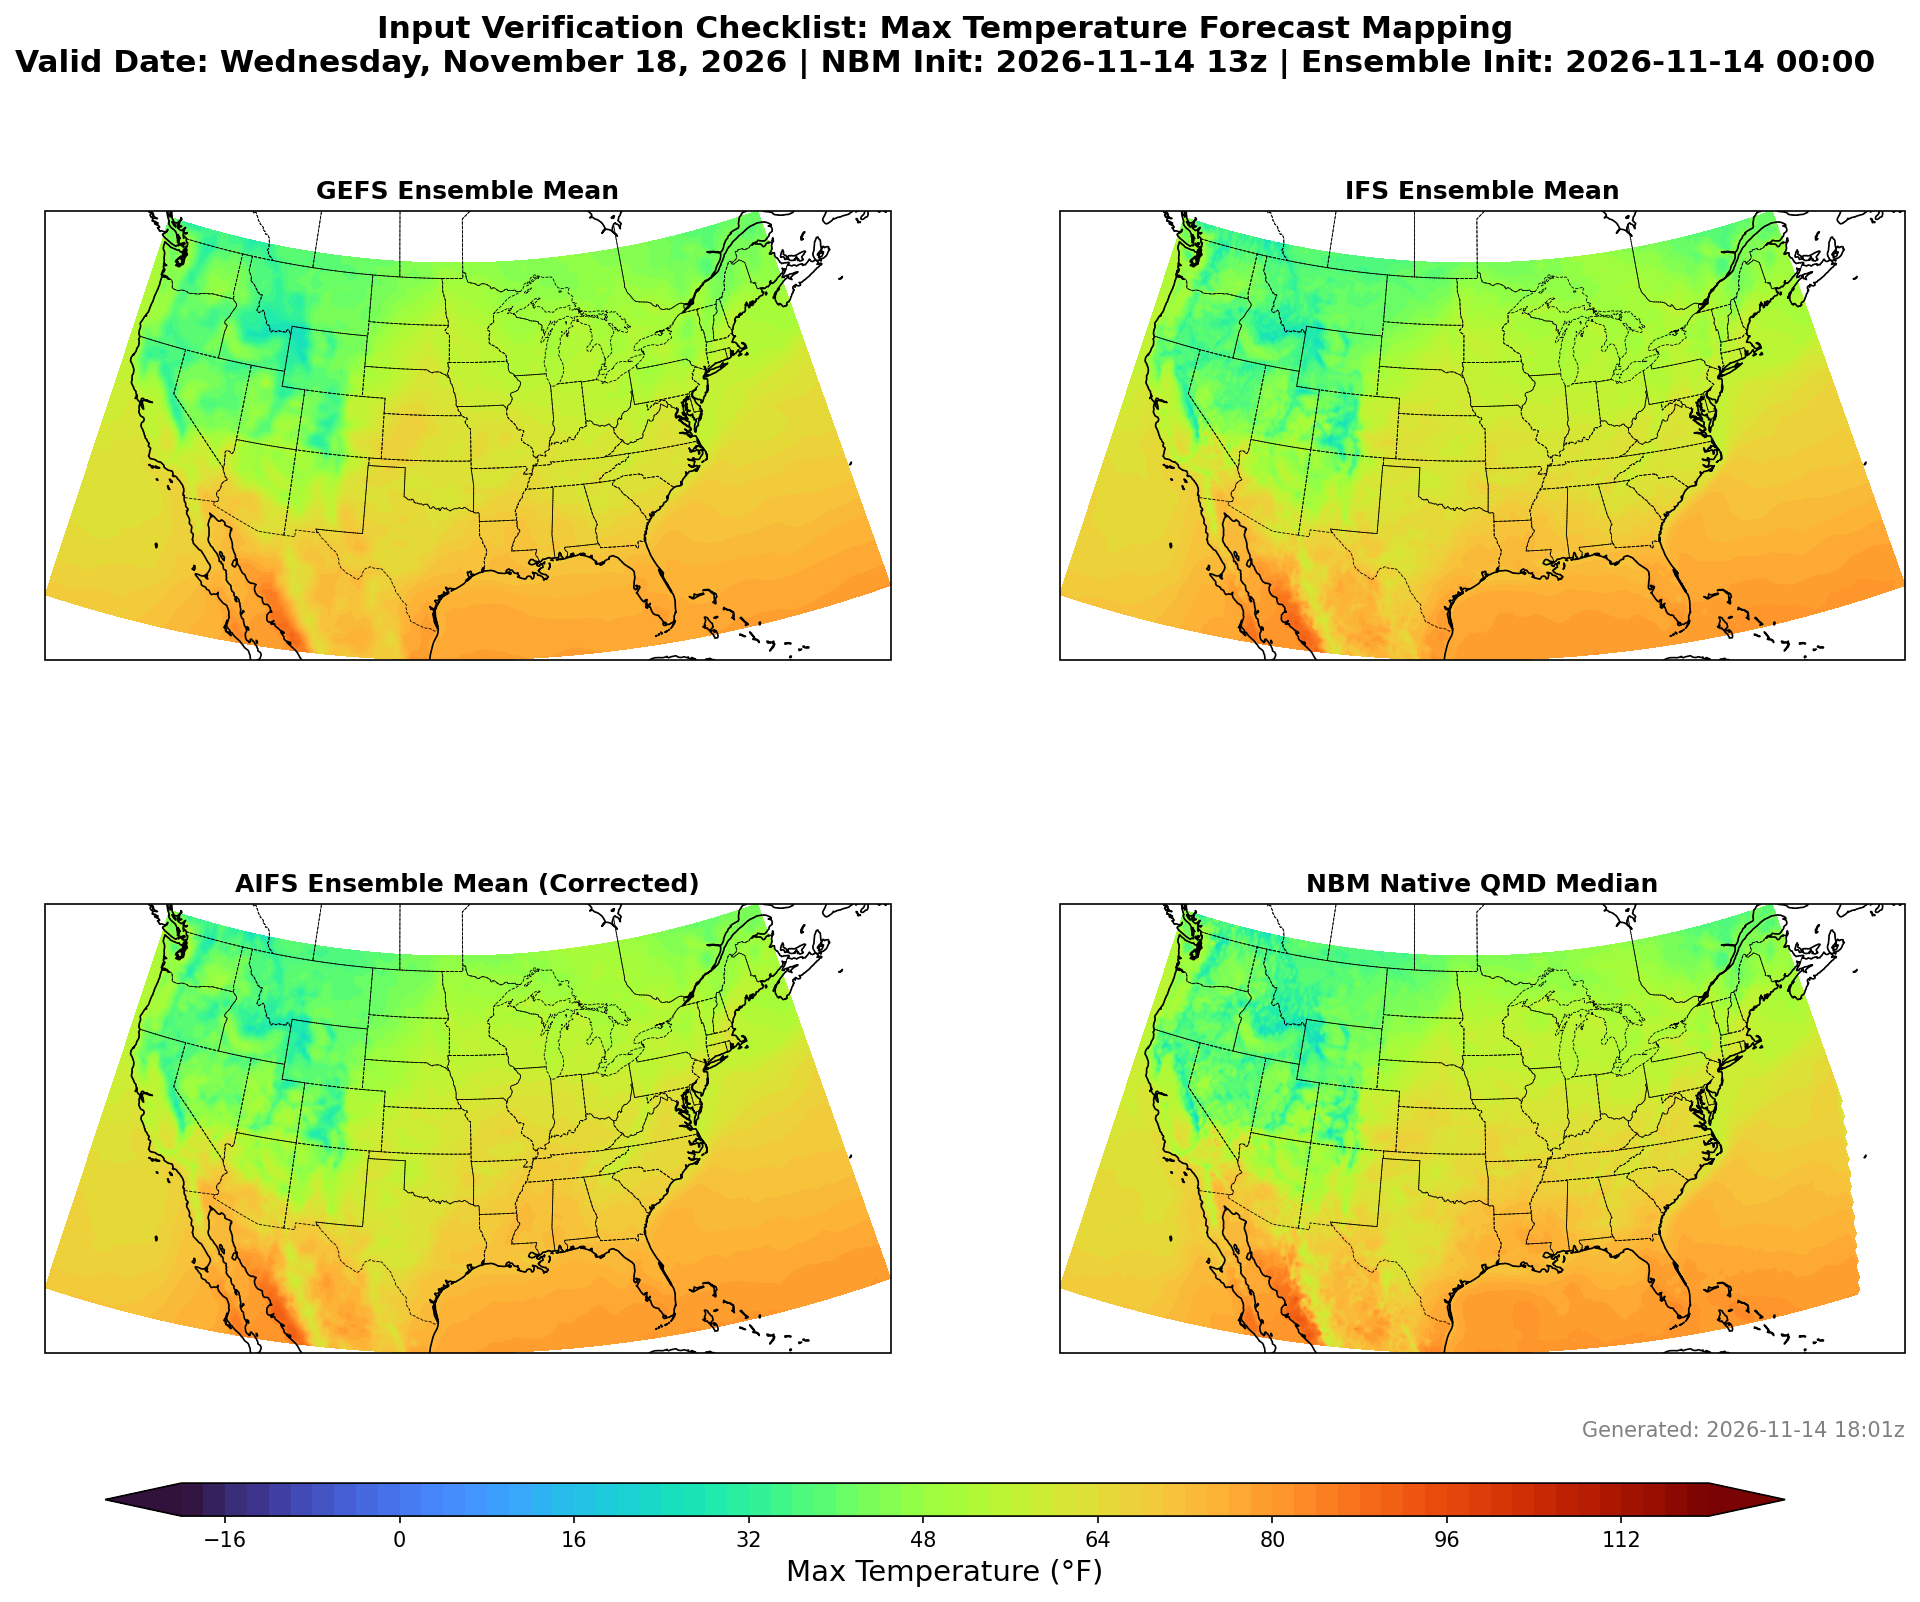 Input Verification Checklist: Max Temperature Forecast Mapping
Valid Date: Wednesday, November 18, 2026 | NBM Init: 2026-11-14 13z | Ensemble Init: 2026-11-14 00:00
GEFS Ensemble Mean
IFS Ensemble Mean
AIFS Ensemble Mean (Corrected)
NBM Native QMD Median
Generated: 2026-11-14 18:01z
−16 0 16 32 48 64 80 96 112
Max Temperature (°F)